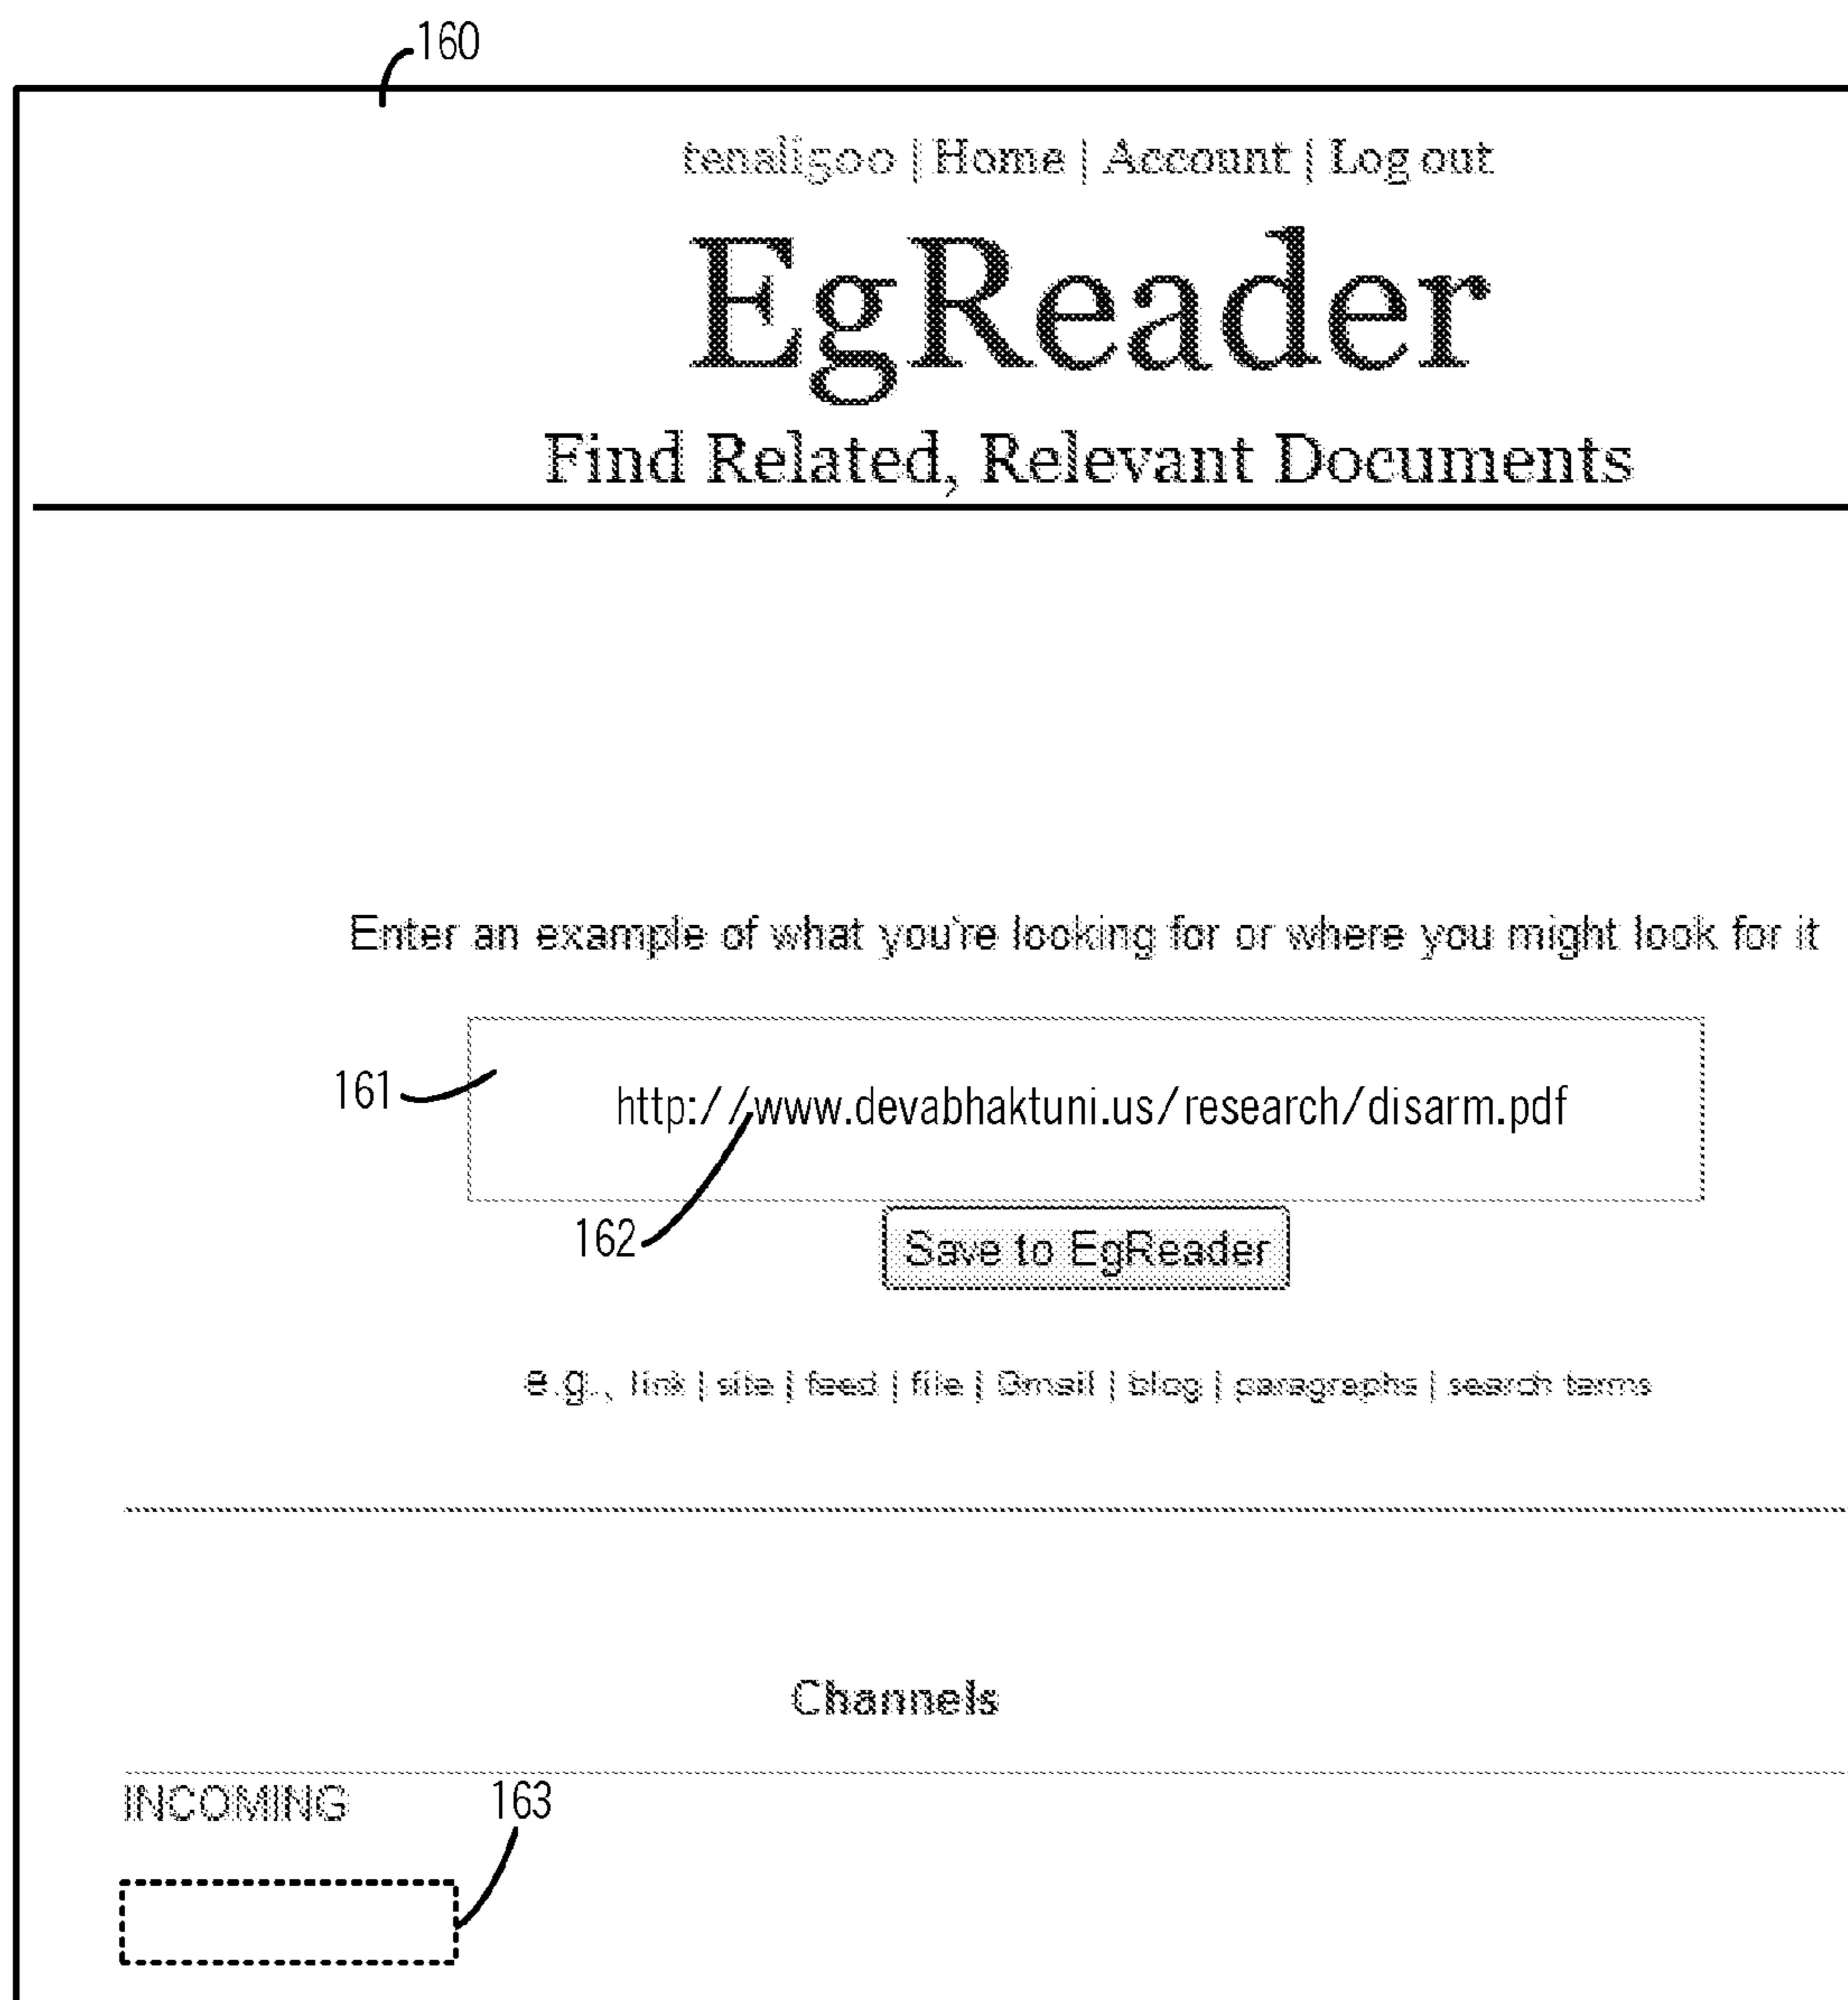 160
tenali500 | Home | Account | Log out
EgReader
Find Related, Relevant Documents
Enter an example of what you're looking for or where you might look for it
161
http://www.devabhaktuni.us/research/disarm.pdf
162
Save to EgReader
e.g., link | site | feed | file | Gmail | blog | paragraphs | search terms
Channels
INCOMING
163